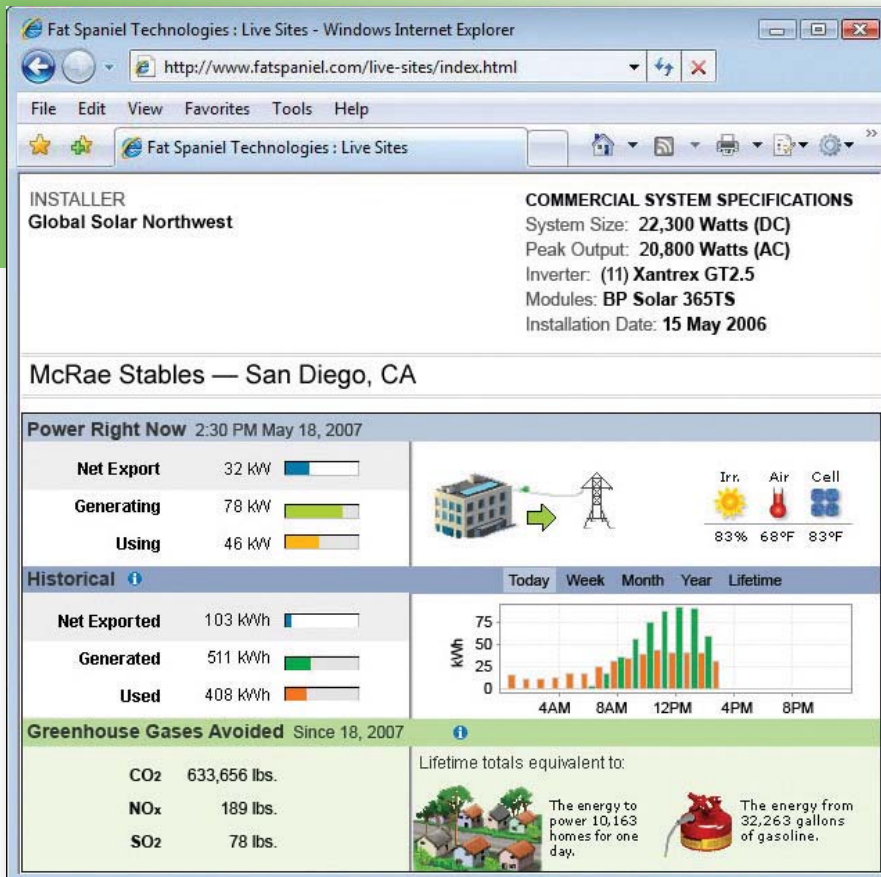 Fat Spaniel Technologies : Live Sites - Windows Internet Explorer
http://www.fatspaniel.com/live-sites/index.html
File Edit View Favorites Tools Help
Fat Spaniel Technologies : Live Sites
INSTALLER
Global Solar Northwest
COMMERCIAL SYSTEM SPECIFICATIONS
System Size: 22,300 Watts (DC)
Peak Output: 20,800 Watts (AC)
Inverter: (11) Xantrex GT2.5
Modules: BP Solar 365TS
Installation Date: 15 May 2006
McRae Stables — San Diego, CA
Power Right Now 2:30 PM May 18, 2007
Net Export 32 kW
Generating 78 kW
Using 46 kW
Irr. Air Cell
83% 68°F 83°F
Historical
Today Week Month Year Lifetime
Net Exported 103 kWh
Generated 511 kWh
Used 408 kWh
kWh
75
50
25
0
4AM 8AM 12PM 4PM 8PM
Greenhouse Gases Avoided Since 18, 2007
CO2 633,656 lbs.
NOx 189 lbs.
SO2 78 lbs.
Lifetime totals equivalent to:
The energy to
power 10,163
homes for one
day.
The energy from
32,263 gallons
of gasoline.